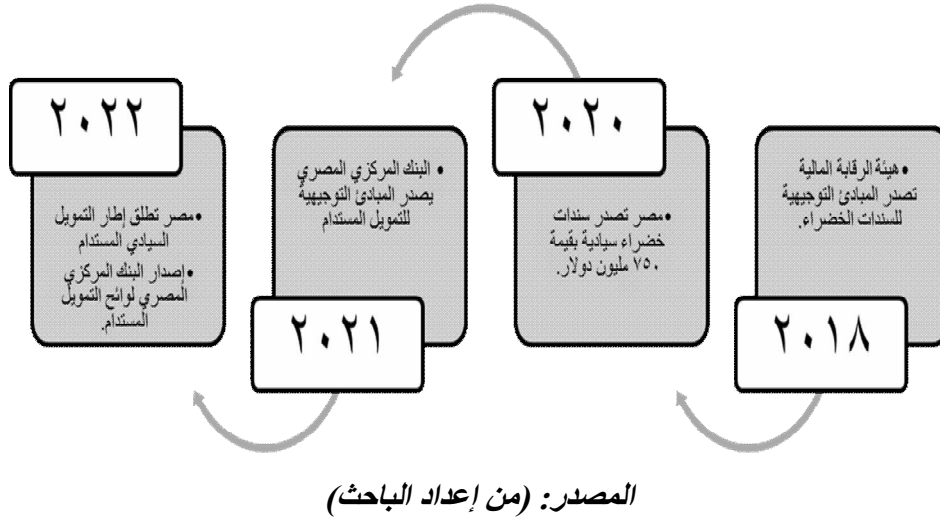 ٢٠١٨
• هيئة الرقابة المالية
تصدر المبادئ التوجيهية
للسندات الخضراء.
٢٠٢٠
• مصر تصدر سندات
خضراء سيادية بقيمة
٧٥٠ مليون دولار.
٢٠٢١
• البنك المركزي المصري
يصدر المبادئ التوجيهية
للتمويل المستدام
٢٠٢٢
• مصر تطلق إطار التمويل
السيادي المستدام
• إصدار البنك المركزي
المصري لوائح التمويل
المستدام.
المصدر: (من إعداد الباحث)